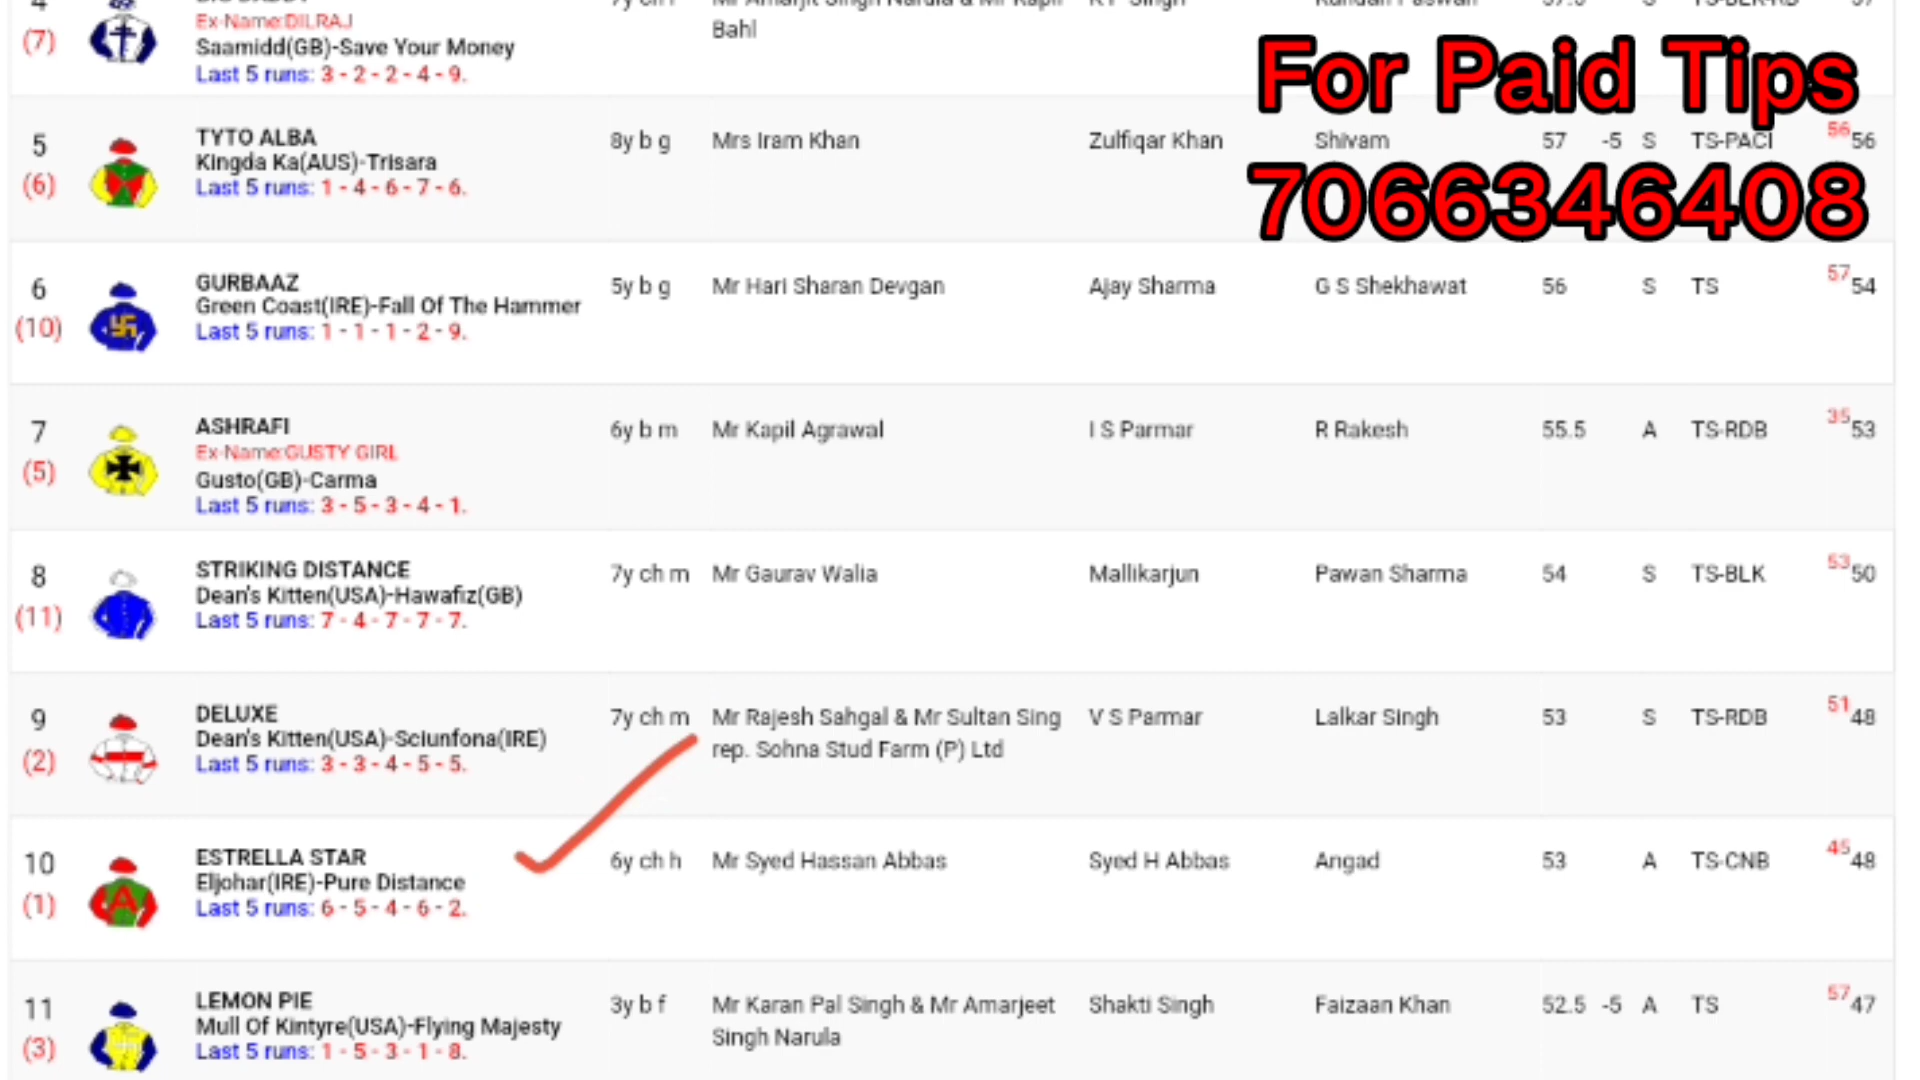 4
(7)
Ex-Name:DILRAJ
Saamidd(GB)-Save Your Money
Last 5 runs: 3 - 2 - 2 - 4 - 9.
Bahl
For Paid Tips
7066346408
5
(6)
TYTO ALBA
Kingda Ka(AUS)-Trisara
Last 5 runs: 1 - 4 - 6 - 7 - 6.
8y b g
Mrs Iram Khan
Zulfiqar Khan
Shivam
57 -5 S TS-PACI 56 56
6
(10)
GURBAAZ
Green Coast(IRE)-Fall Of The Hammer
Last 5 runs: 1 - 1 - 1 - 2 - 9.
5y b g
Mr Hari Sharan Devgan
Ajay Sharma
G S Shekhawat
56 S TS 57 54
7
(5)
ASHRAFI
Ex-Name:GUSTY GIRL
Gusto(GB)-Carma
Last 5 runs: 3 - 5 - 3 - 4 - 1.
6y b m
Mr Kapil Agrawal
I S Parmar
R Rakesh
55.5 A TS-RDB 35 53
8
(11)
STRIKING DISTANCE
Dean's Kitten(USA)-Hawafiz(GB)
Last 5 runs: 7 - 4 - 7 - 7 - 7.
7y ch m
Mr Gaurav Walia
Mallikarjun
Pawan Sharma
54 S TS-BLK 53 50
9
(2)
DELUXE
Dean's Kitten(USA)-Sciunfona(IRE)
Last 5 runs: 3 - 3 - 4 - 5 - 5.
7y ch m
Mr Rajesh Sahgal & Mr Sultan Sing
rep. Sohna Stud Farm (P) Ltd
V S Parmar
Lalkar Singh
53 S TS-RDB 51 48
10
(1)
ESTRELLA STAR
Eljohar(IRE)-Pure Distance
Last 5 runs: 6 - 5 - 4 - 6 - 2.
6y ch h
Mr Syed Hassan Abbas
Syed H Abbas
Angad
53 A TS-CNB 45 48
11
(3)
LEMON PIE
Mull Of Kintyre(USA)-Flying Majesty
Last 5 runs: 1 - 5 - 3 - 1 - 8.
3y b f
Mr Karan Pal Singh & Mr Amarjeet
Singh Narula
Shakti Singh
Faizaan Khan
52.5 -5 A TS 57 47